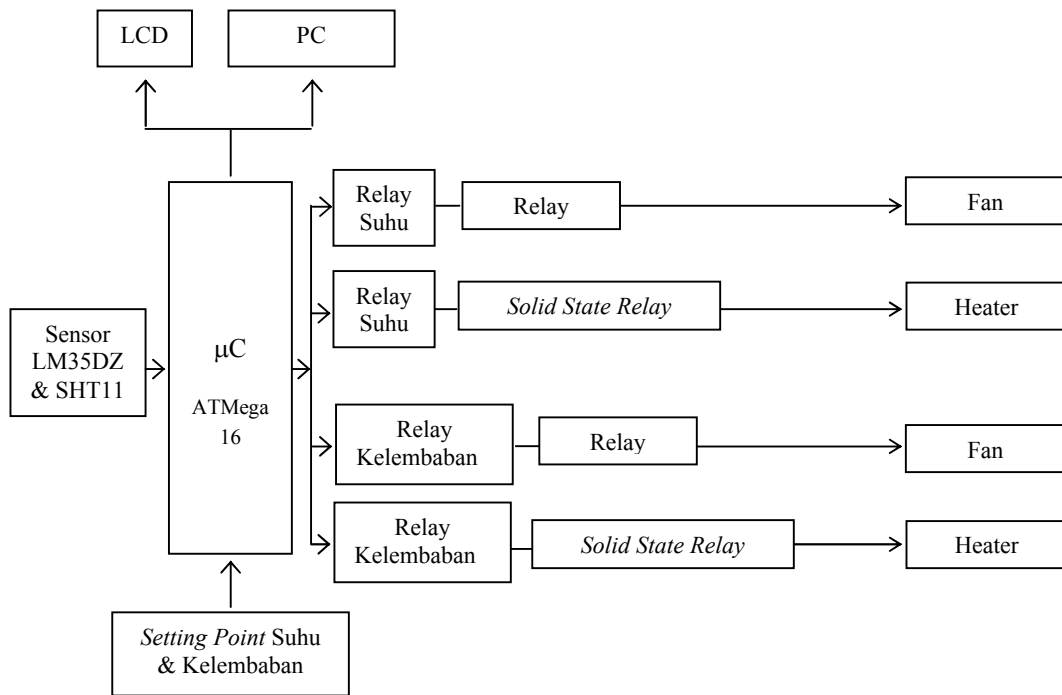 LCD
PC
Relay
Suhu
Relay
Fan
Relay
Suhu
Solid State Relay
Heater
Sensor
LM35DZ
& SHT11
μC
ATMega
16
Relay
Kelembaban
Relay
Fan
Relay
Kelembaban
Solid State Relay
Heater
Setting Point Suhu
& Kelembaban